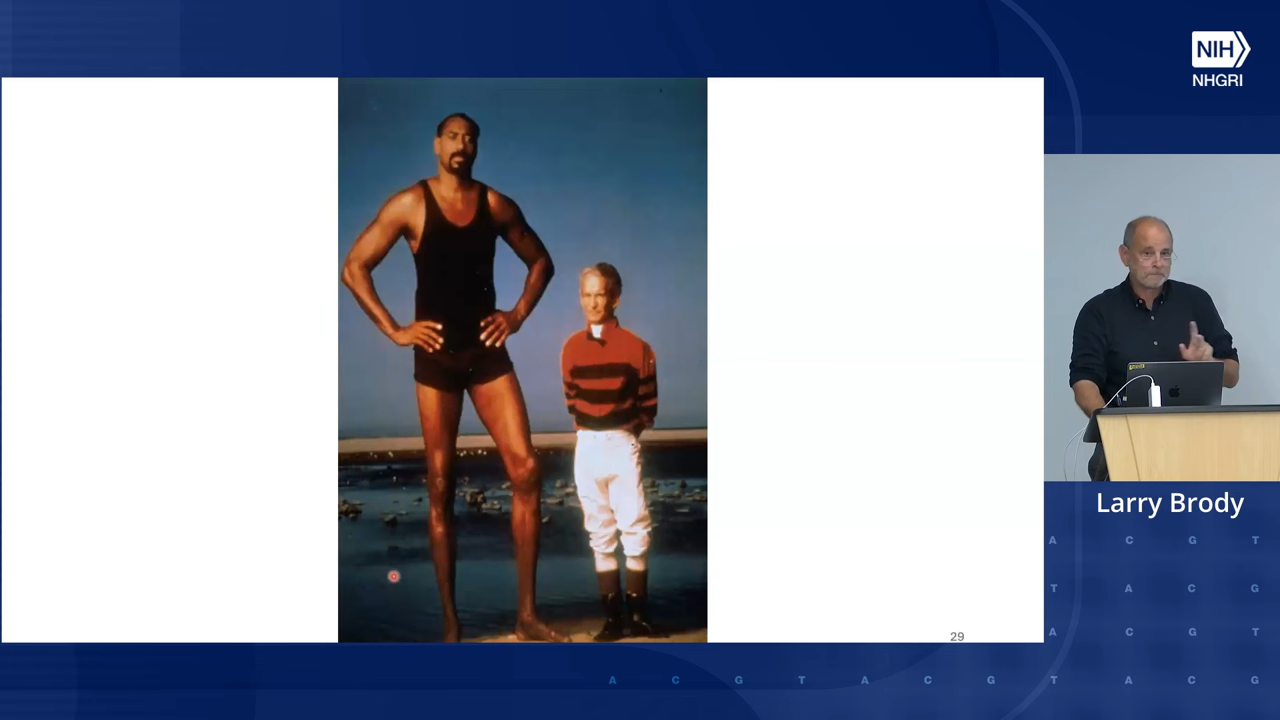 NIH
NHGRI
Larry Brody
A C G T
T A C G
A C G T
A C G T A C G T A C G
29